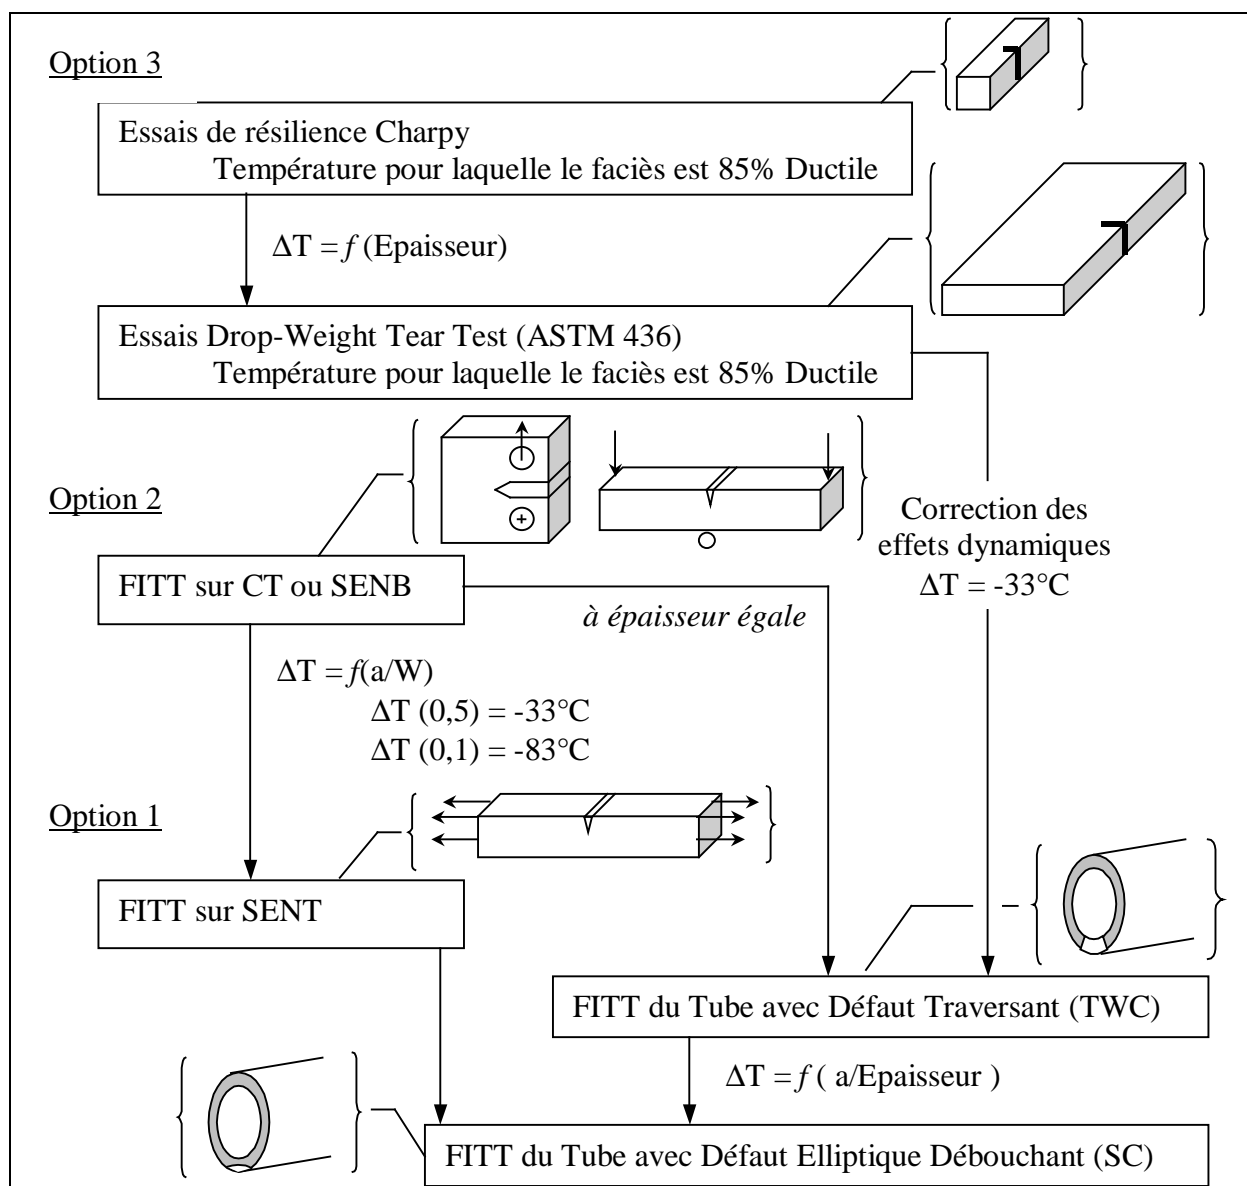 Option 3
Essais de résilience Charpy
Température pour laquelle le faciès est 85% Ductile
ΔT = f (Epaisseur)
Essais Drop-Weight Tear Test (ASTM 436)
Température pour laquelle le faciès est 85% Ductile
Option 2
Correction des
effets dynamiques
ΔT = -33°C
FITT sur CT ou SENB
à épaisseur égale
ΔT = f(a/W)
ΔT (0,5) = -33°C
ΔT (0,1) = -83°C
Option 1
FITT sur SENT
FITT du Tube avec Défaut Traversant (TWC)
ΔT = f ( a/Epaisseur )
FITT du Tube avec Défaut Elliptique Débouchant (SC)